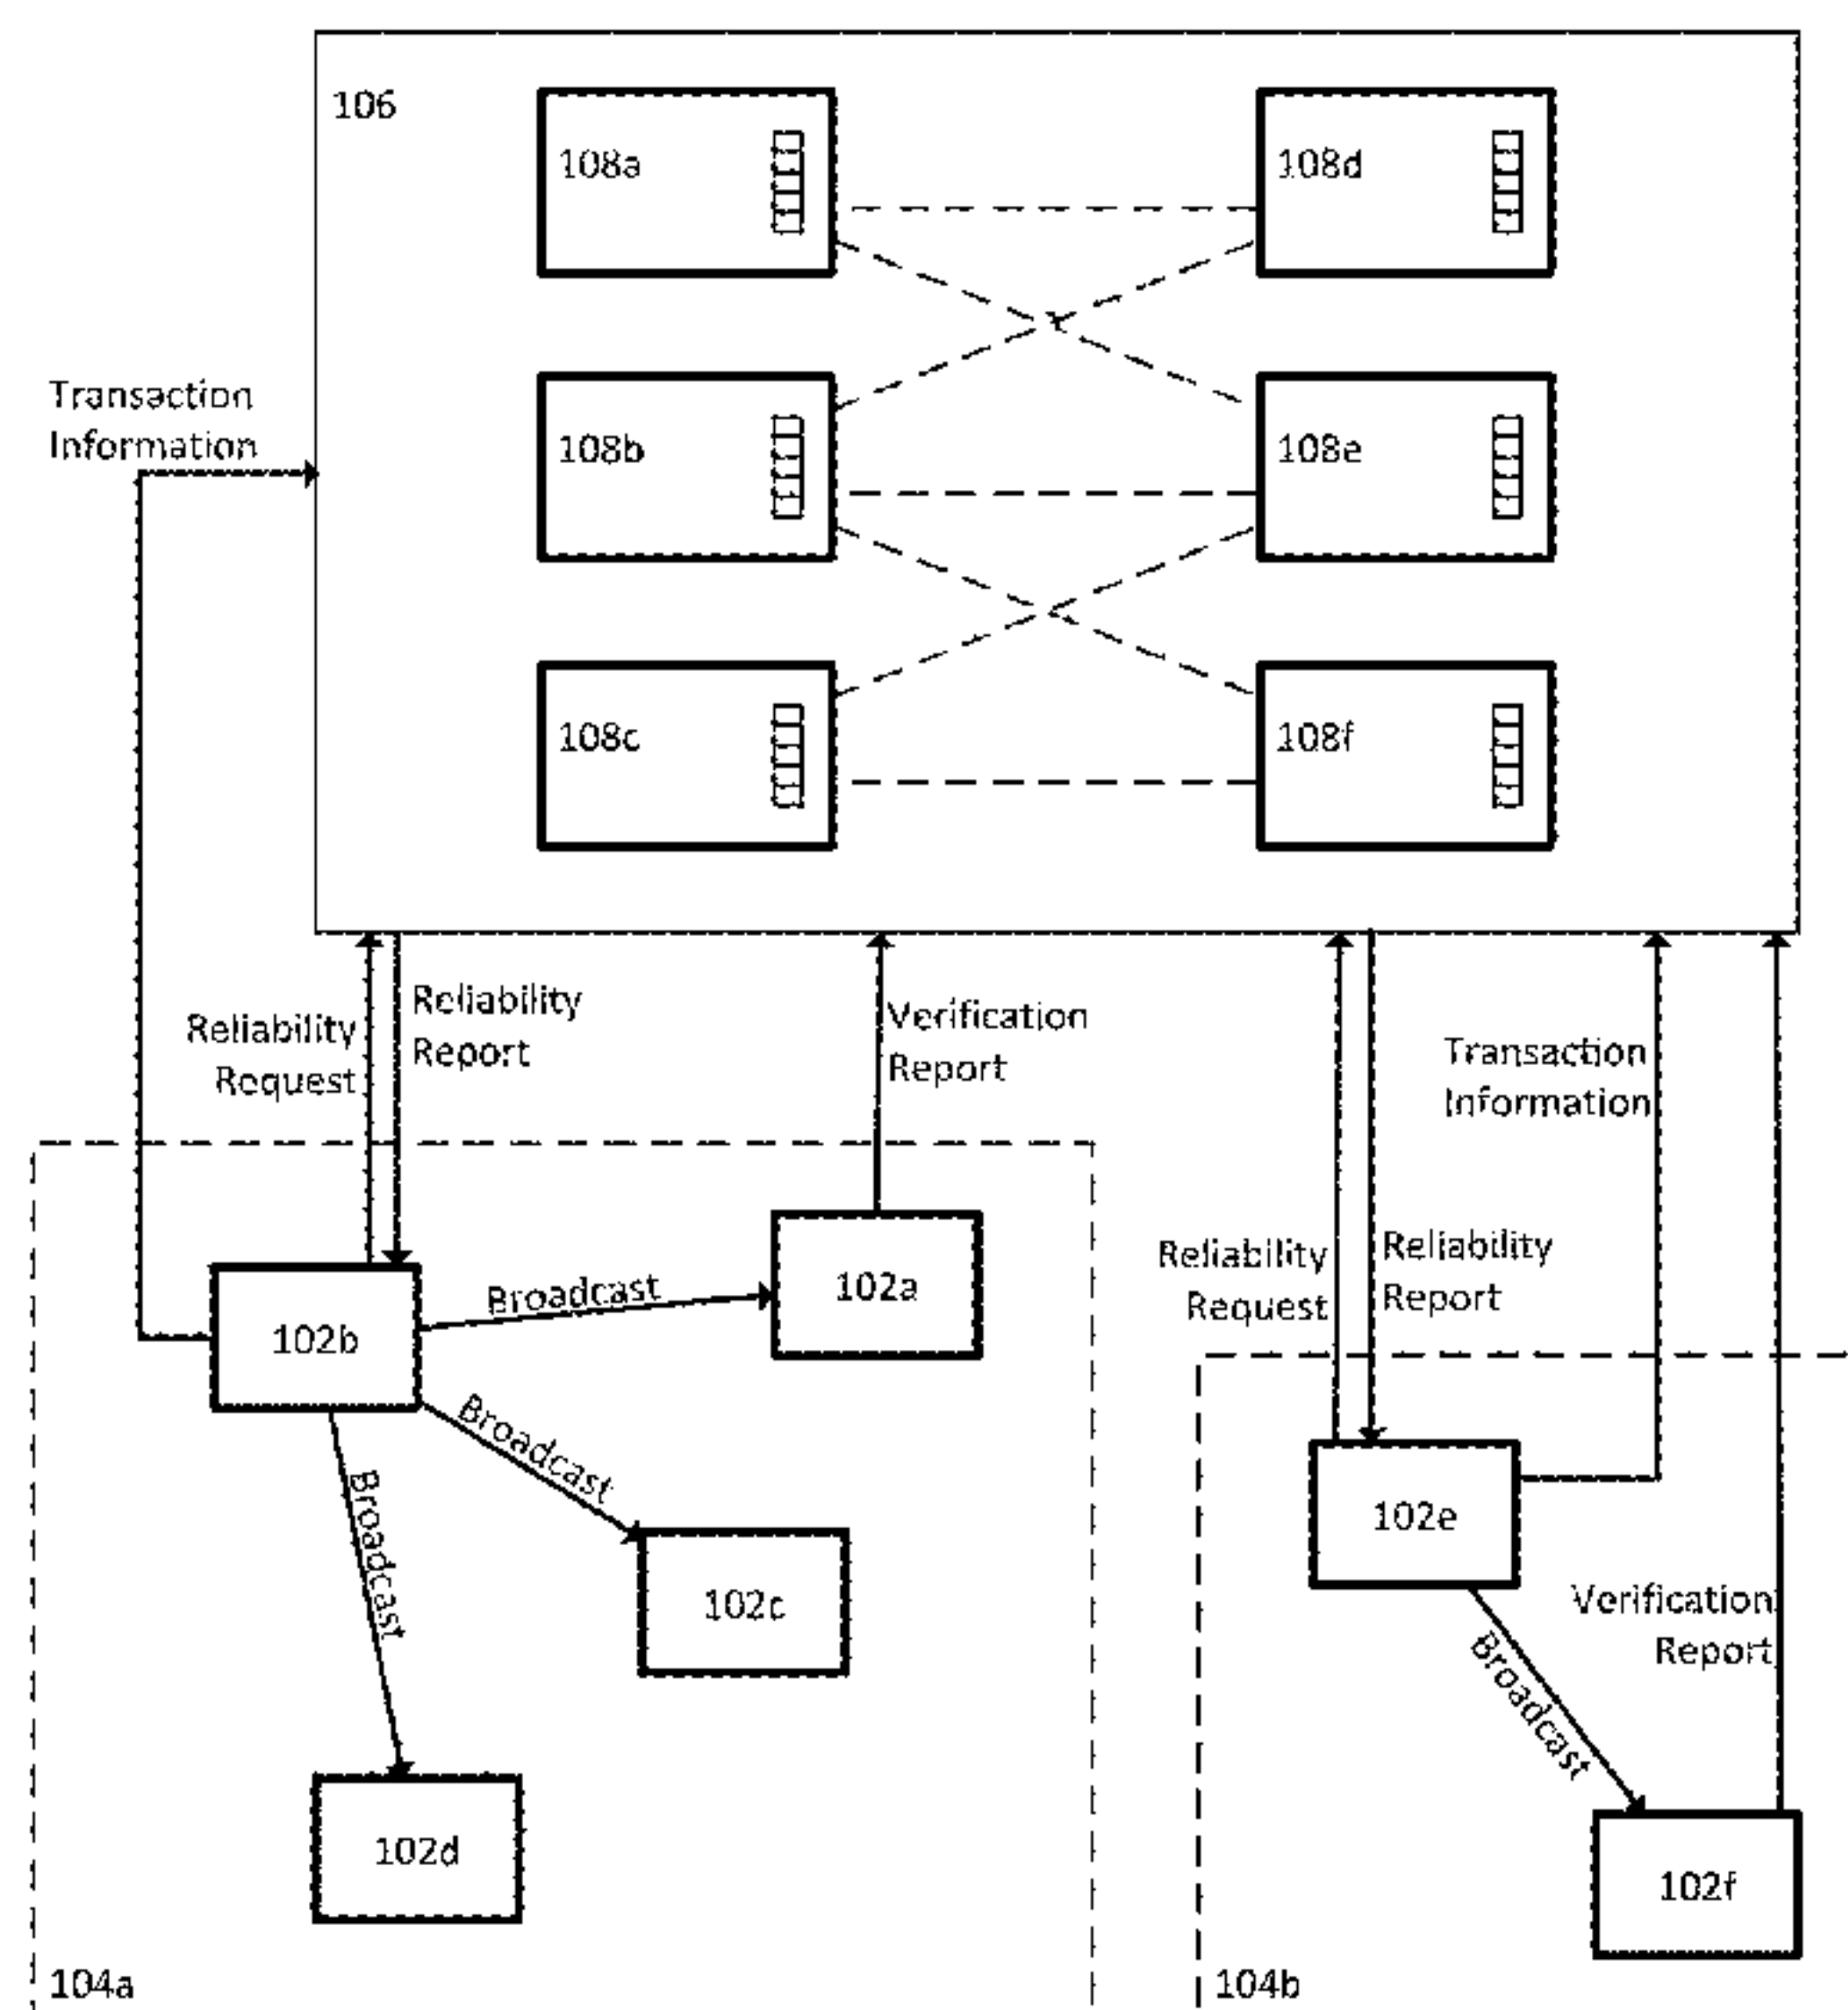 106
108a
108d
Transaction
Information
108b
108e
108c
108f
Reliability
Request
Reliability
Report
Verification
Report
Transaction
Information
Reliability
Request
Reliability
Report
102a
Broadcast
102b
Broadcast
Broadcast
102c
102d
104a
102e
Verification
Report
Broadcast
102f
104b